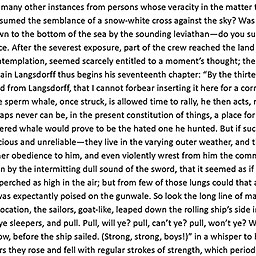 many other instances from persons whose veracity in the matter t
sumed the semblance of a snow-white cross against the sky? Was
wn to the bottom of the sea by the sounding leviathan—do you su
ce. After the severest exposure, part of the crew reached the land
ntemplation, seemed scarcely entitled to a moment's thought; the
ain Langsdorff thus begins his seventeenth chapter: "By the thirte
d from Langsdorff, that I cannot forbear inserting it here for a corr
e sperm whale, once struck, is allowed time to rally, he then acts, r
aps never can be, in the present constitution of things, a place for
ered whale would prove to be the hated one he hunted. But if suc
cious and unreliable—they live in the varying outer weather, and t
ner obedience to him, and even violently wrest from him the comm
n by the intermitting dull sound of the sword, that it seemed as if
perched as high in the air; but from few of those lungs could that a
was expectantly poised on the gunwale. So look the long line of ma
location, the sailors, goat-like, leaped down the rolling ship's side i
ye sleepers, and pull. Pull, will ye? pull, can't ye? pull, won't ye? W
ow, before the ship sailed. (Strong, strong, boys!)" in a whisper to h
rs they rose and fell with regular strokes of strength, which period